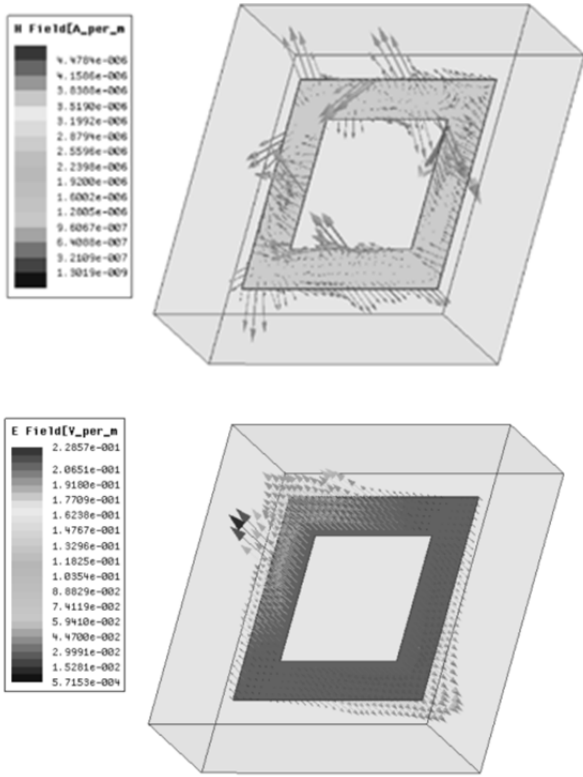 H Field[A_per_m
4.4784e-006
4.1586e-006
3.8388e-006
3.5190e-006
3.1992e-006
2.8794e-006
2.5596e-006
2.2398e-006
1.9200e-006
1.6002e-006
1.2805e-006
9.6067e-007
6.4088e-007
3.2109e-007
1.3019e-009
E Field[V_per_m
2.2857e-001
2.0651e-001
1.9180e-001
1.7709e-001
1.6238e-001
1.4767e-001
1.3296e-001
1.1825e-001
1.0354e-001
8.8829e-002
7.4119e-002
5.9410e-002
4.4700e-002
2.9991e-002
1.5281e-002
5.7153e-004